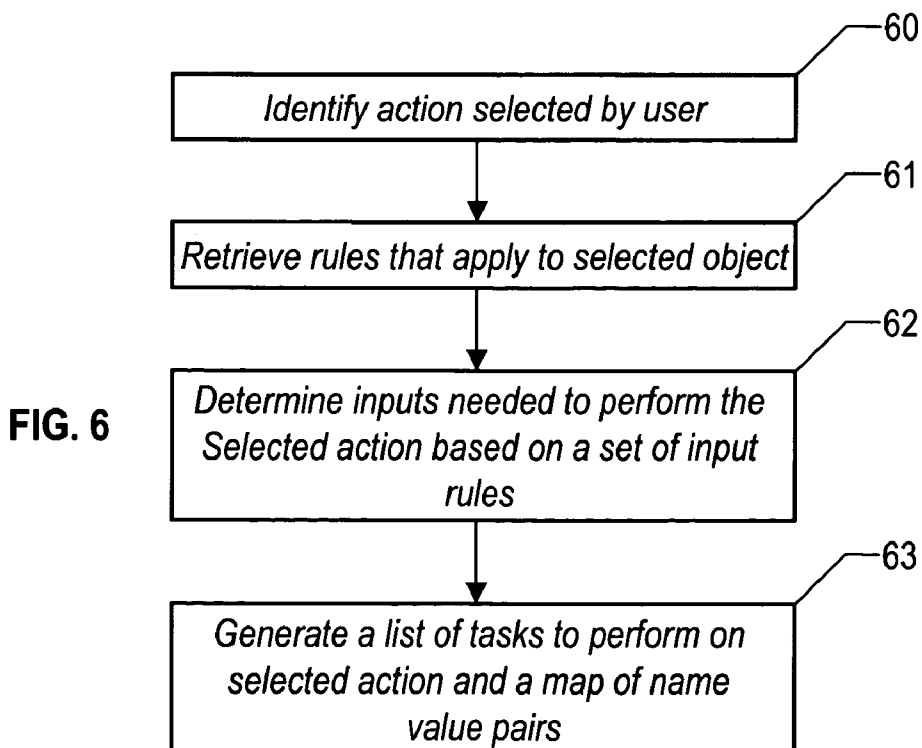 60
Identify action selected by user
61
Retrieve rules that apply to selected object
62
Determine inputs needed to perform the
Selected action based on a set of input
rules
FIG. 6
63
Generate a list of tasks to perform on
selected action and a map of name
value pairs